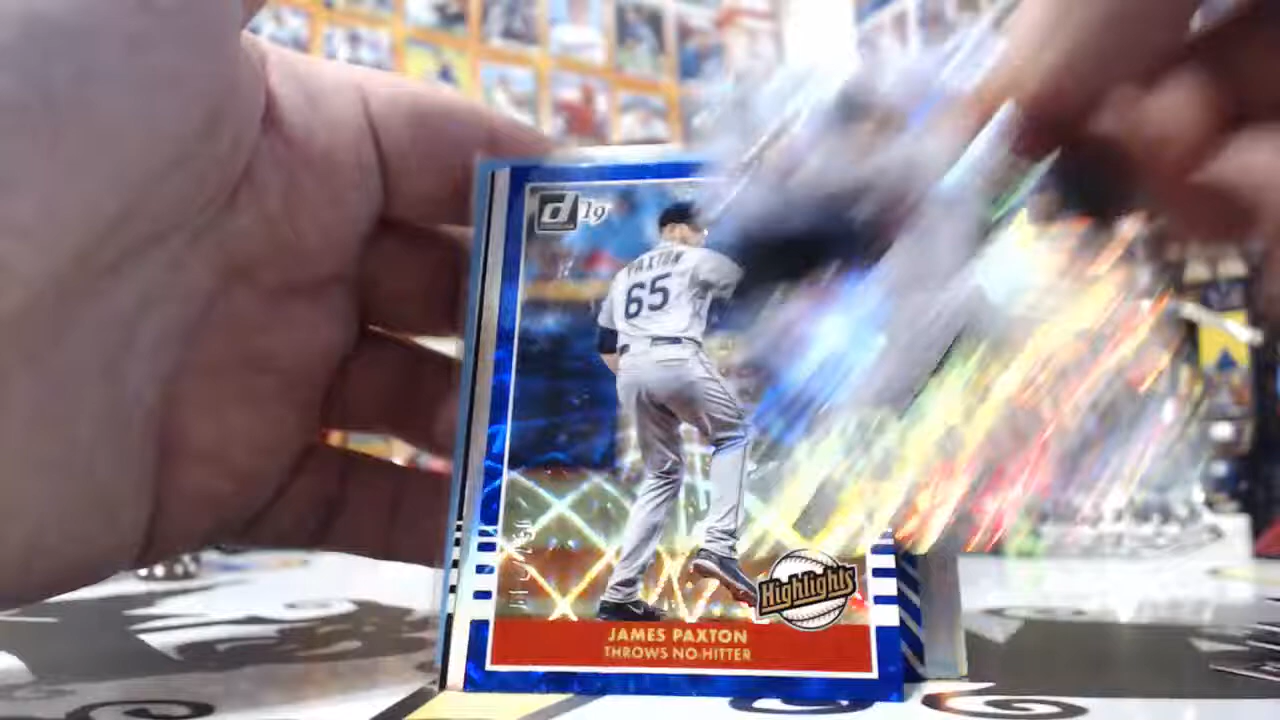 d 19
PAXTON
65
Highlights
JAMES PAXTON
THROWS NO-HITTER